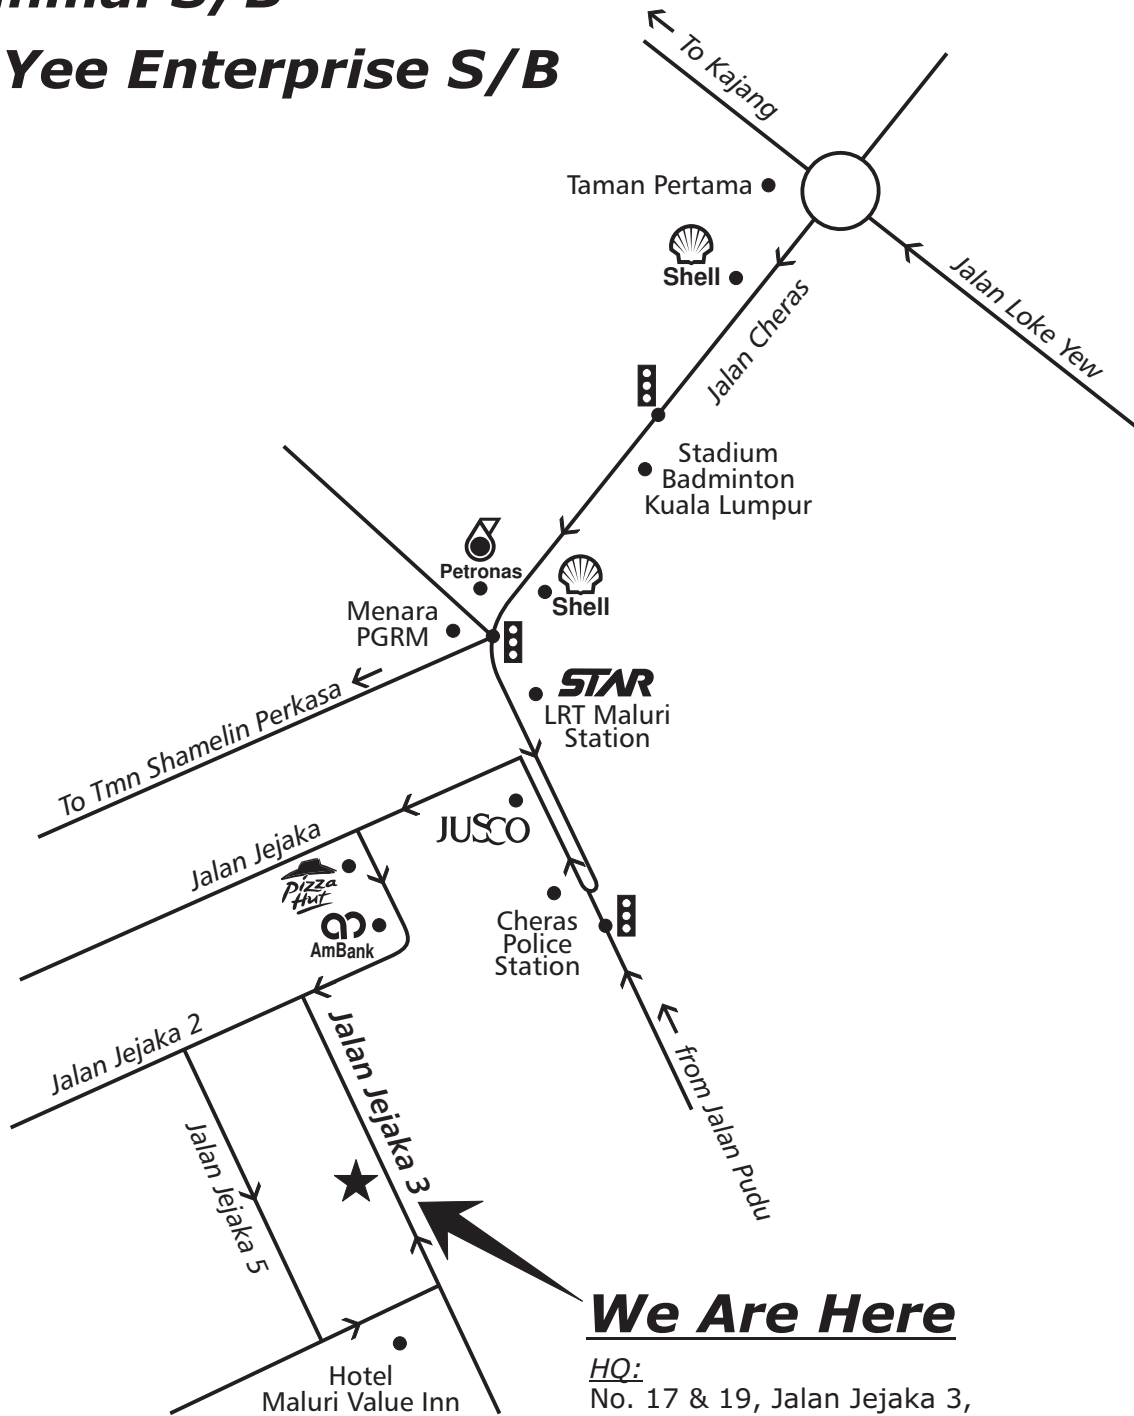 Yee Enterprise S/B
To Kajang
Taman Pertama
Shell
Jalan Loke Yew
Jalan Cheras
Stadium
Badminton
Kuala Lumpur
Petronas
Shell
Menara
PGRM
STAR
LRT Maluri
Station
To Tmn Shamelin Perkasa
JUSCO
Jalan Jejaka
Pizza
Hut
AmBank
Cheras
Police
Station
Jalan Jejaka 2
Jalan Jejaka 3
from Jalan Pudu
Jalan Jejaka 5
We Are Here
HQ:
No. 17 & 19, Jalan Jejaka 3,
Hotel
Maluri Value Inn